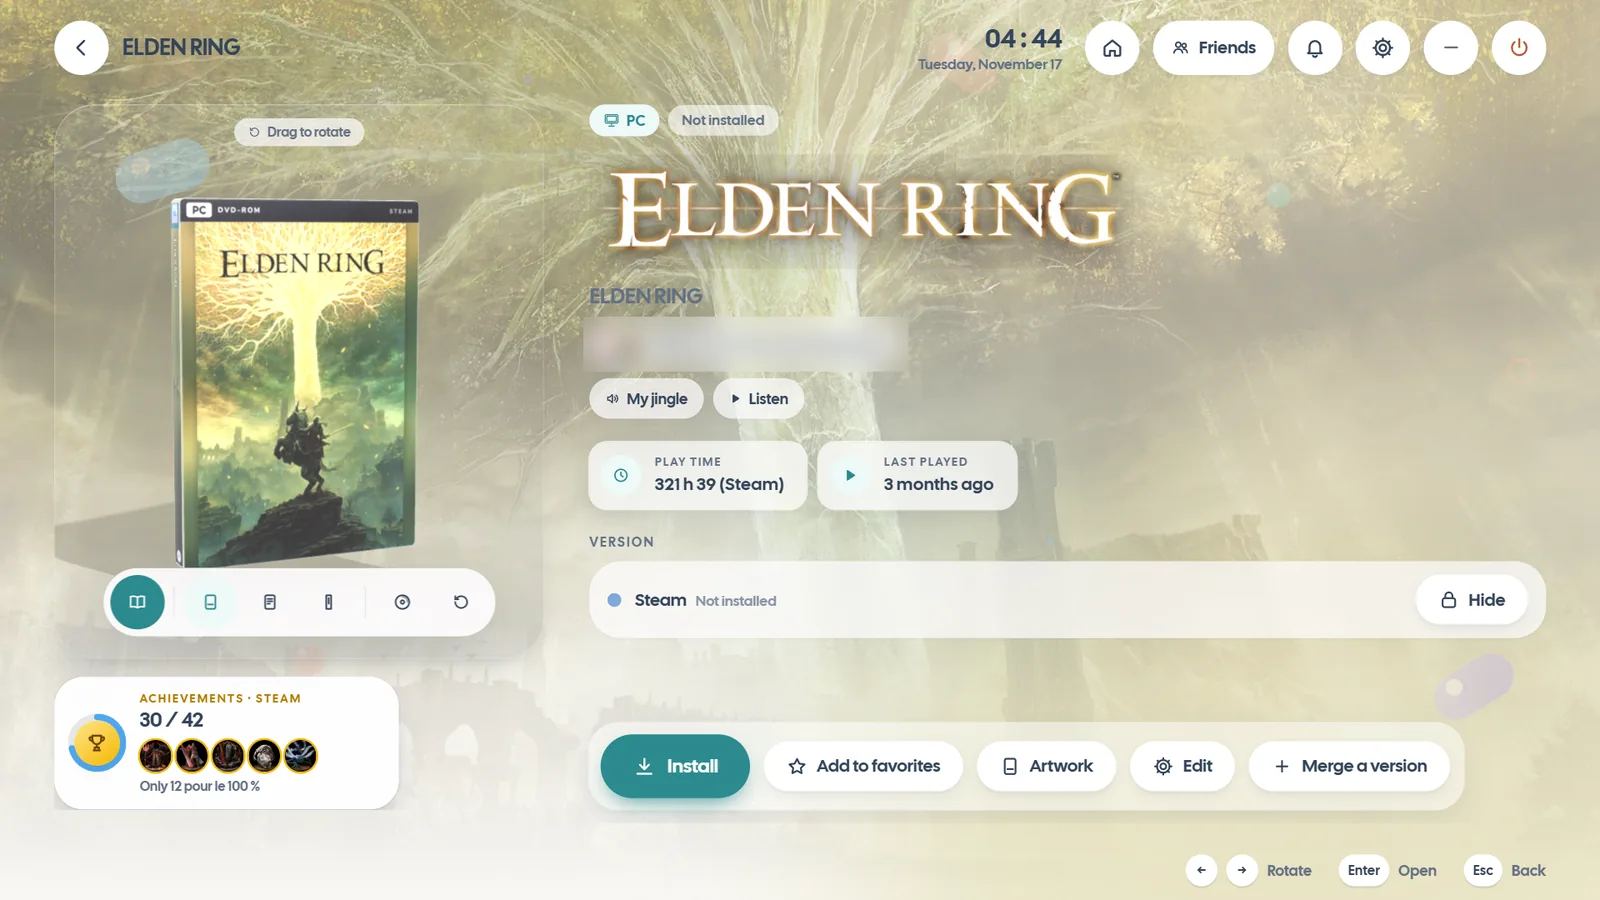 ELDEN RING
04 : 44
Tuesday, November 17
Friends
Drag to rotate
PC
DVD-ROM
STEAM
ELDEN RING
PC
Not installed
ELDEN RING
ELDEN RING
My jingle
Listen
PLAY TIME
321 h 39 (Steam)
LAST PLAYED
3 months ago
VERSION
Steam
Not installed
Hide
ACHIEVEMENTS · STEAM
30 / 42
Only 12 pour le 100 %
Install
Add to favorites
Artwork
Edit
Merge a version
Rotate
Enter
Open
Esc
Back